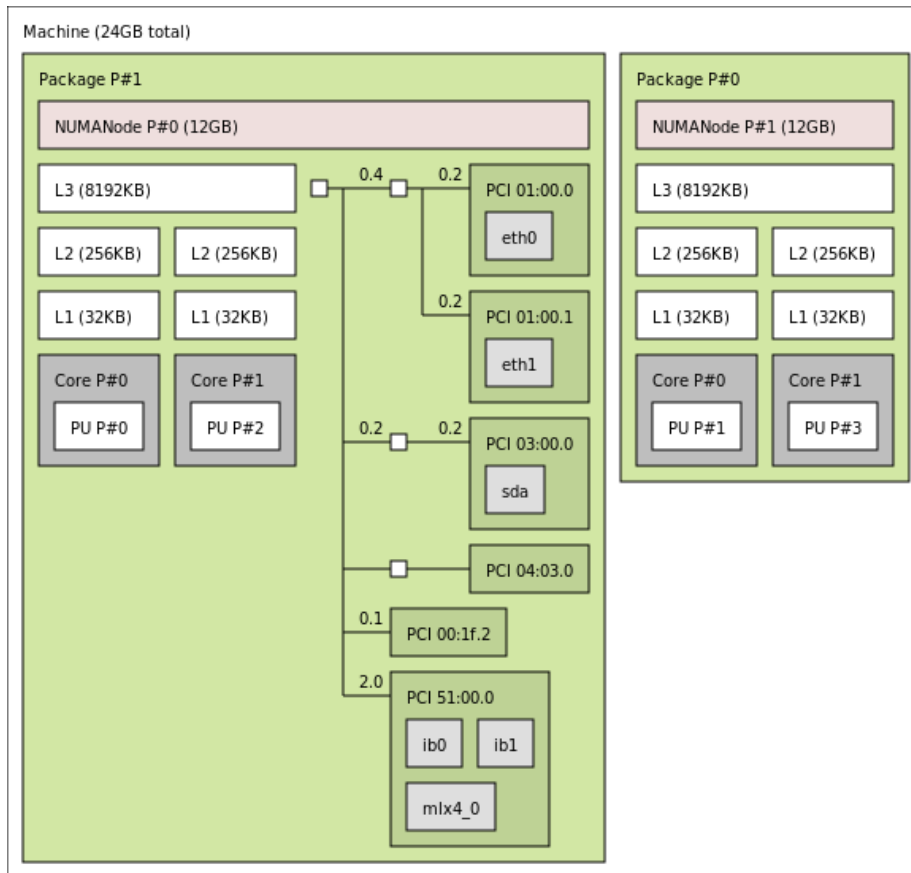 Machine (24GB total)
Package P#1
NUMANode P#0 (12GB)
L3 (8192KB)
L2 (256KB)
L2 (256KB)
L1 (32KB)
L1 (32KB)
Core P#0
PU P#0
Core P#1
PU P#2
0.4
0.2
PCI 01:00.0
eth0
0.2
PCI 01:00.1
eth1
0.2
0.2
PCI 03:00.0
sda
PCI 04:03.0
0.1
PCI 00:1f.2
2.0
PCI 51:00.0
ib0
ib1
mlx4_0
Package P#0
NUMANode P#1 (12GB)
L3 (8192KB)
L2 (256KB)
L2 (256KB)
L1 (32KB)
L1 (32KB)
Core P#0
PU P#1
Core P#1
PU P#3